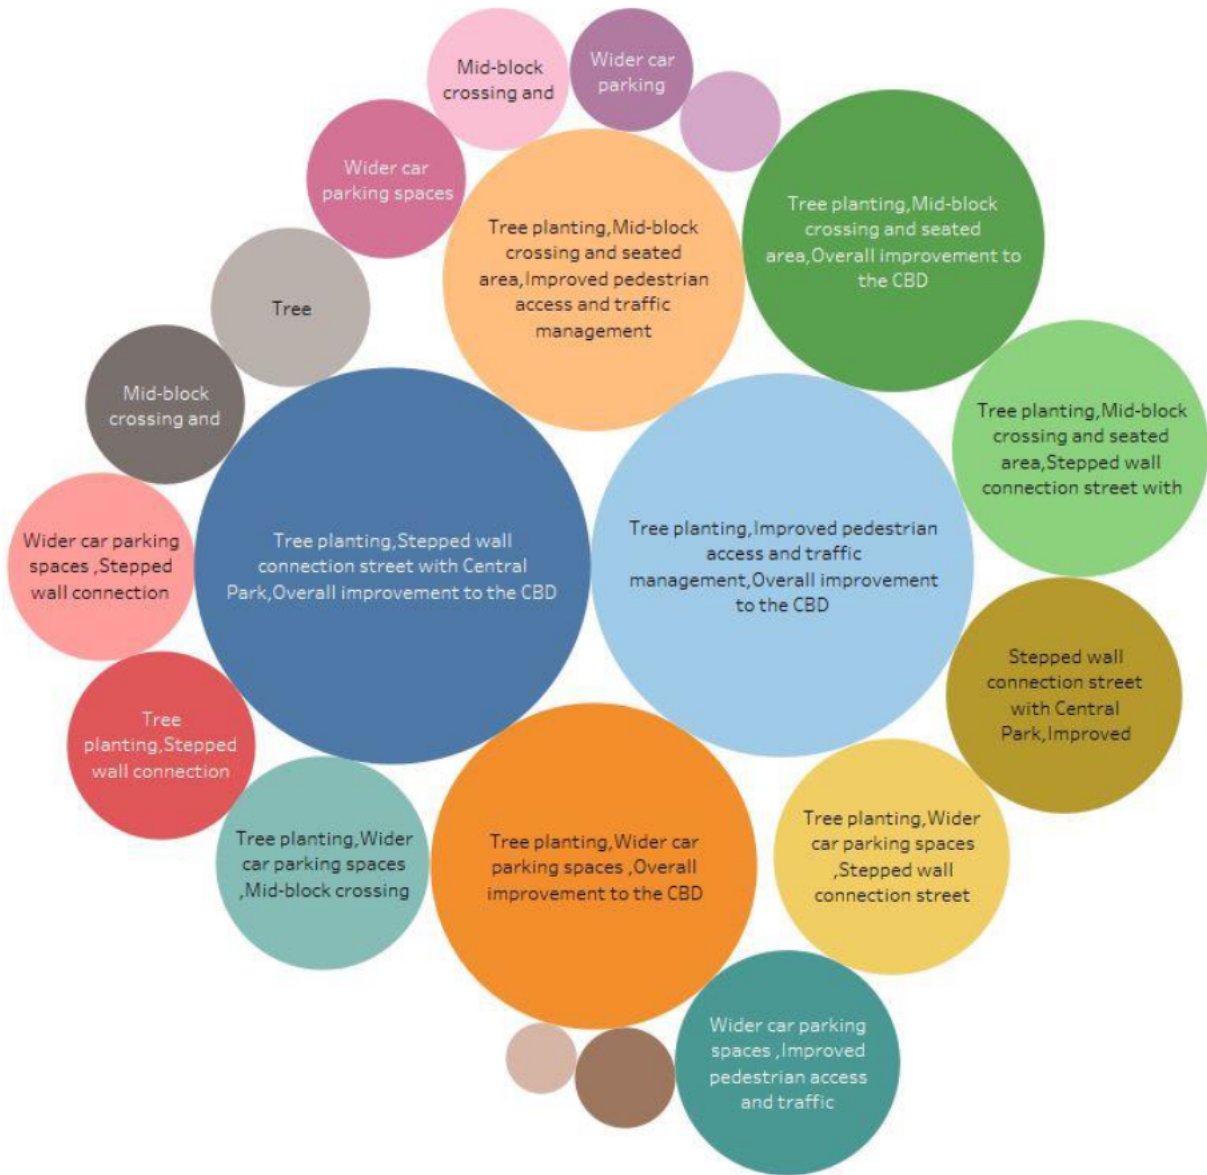 Mid-block
crossing and
Wider car
parking
Wider car
parking spaces
Tree planting,Mid-block
crossing and seated
area,Improved pedestrian
access and traffic
management
Tree planting,Mid-block
crossing and seated
area,Overall improvement to
the CBD
Tree
Mid-block
crossing and
Tree planting,Mid-block
crossing and seated
area,Stepped wall
connection street with
Wider car parking
spaces ,Stepped
wall connection
Tree planting,Stepped wall
connection street with Central
Park,Overall improvement to the CBD
Tree planting,Improved pedestrian
access and traffic
management,Overall improvement
to the CBD
Stepped wall
connection street
with Central
Park,Improved
Tree
planting,Stepped
wall connection
Tree planting,Wider
car parking spaces
,Mid-block crossing
Tree planting,Wider car
parking spaces ,Overall
improvement to the CBD
Tree planting,Wider
car parking spaces
,Stepped wall
connection street
Wider car parking
spaces ,Improved
pedestrian access
and traffic